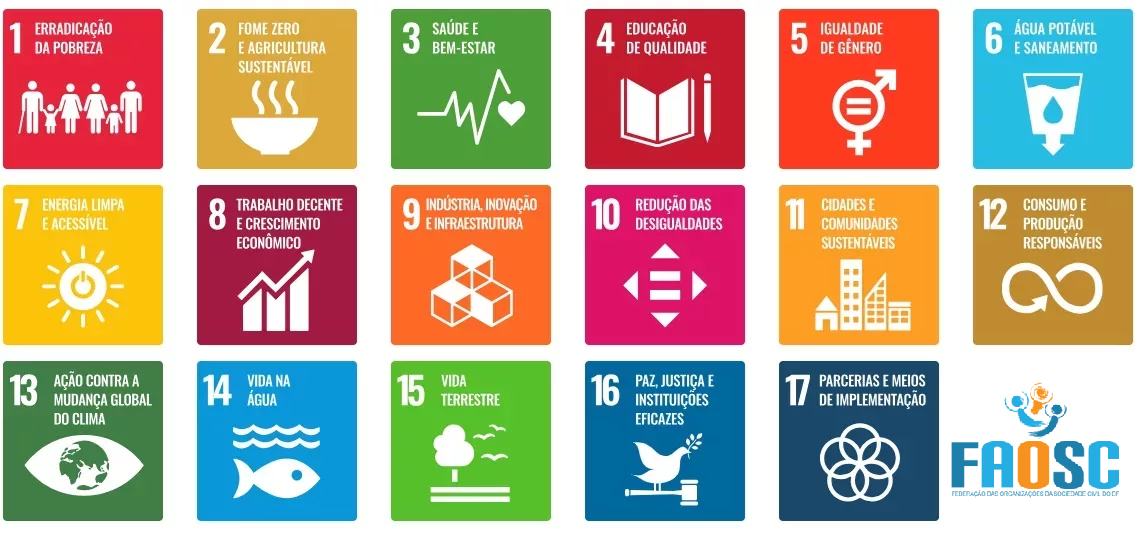 1 ERRADICAÇÃO
DA POBREZA
2 FOME ZERO
E AGRICULTURA
SUSTENTÁVEL
3 SAÚDE E
BEM-ESTAR
4 EDUCAÇÃO
DE QUALIDADE
5 IGUALDADE
DE GÊNERO
6 ÁGUA POTÁVEL
E SANEAMENTO
7 ENERGIA LIMPA
E ACESSÍVEL
8 TRABALHO DECENTE
E CRESCIMENTO
ECONÔMICO
9 INDÚSTRIA, INOVAÇÃO
E INFRAESTRUTURA
10 REDUÇÃO DAS
DESIGUALDADES
11 CIDADES E
COMUNIDADES
SUSTENTÁVEIS
12 CONSUMO E
PRODUÇÃO
RESPONSÁVEIS
13 AÇÃO CONTRA A
MUDANÇA GLOBAL
DO CLIMA
14 VIDA NA
ÁGUA
15 VIDA
TERRESTRE
16 PAZ, JUSTIÇA E
INSTITUIÇÕES
EFICAZES
17 PARCERIAS E MEIOS
DE IMPLEMENTAÇÃO
FAOSC
FEDERAÇÃO DAS ORGANIZAÇÕES DA SOCIEDADE CIVIL DO DF